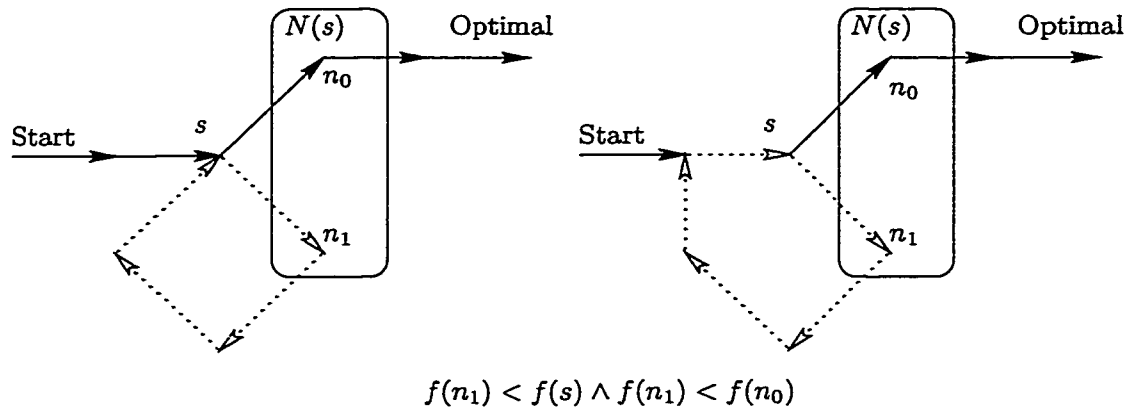 N(s) Optimal
n₀
Start s
n₁
N(s) Optimal
n₀
Start s
n₁
f(n₁) < f(s) ∧ f(n₁) < f(n₀)